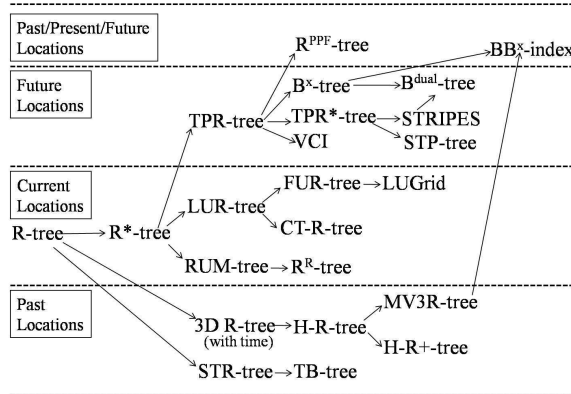 Past/Present/Future
Locations
R^PPF-tree
BB^x-index
Future
Locations
B^x-tree
B^dual-tree
TPR-tree
TPR*-tree
STRIPES
VCI
STP-tree
Current
Locations
FUR-tree
LUGrid
LUR-tree
R-tree
R*-tree
CT-R-tree
RUM-tree
R^R-tree
Past
Locations
MV3R-tree
3D R-tree
H-R-tree
(with time)
H-R+-tree
STR-tree
TB-tree